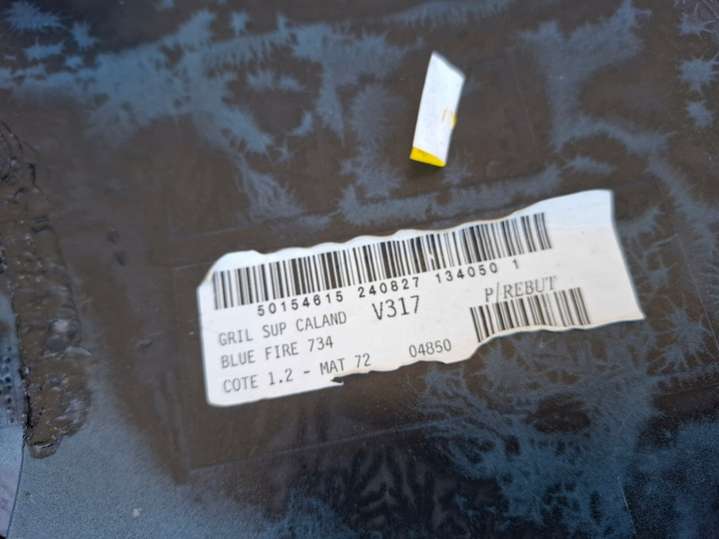 50154615 240827 134050 1
GRIL SUP CALAND V317 P/REBUT
BLUE FIRE 734
COTE 1.2 - MAT 72 04850